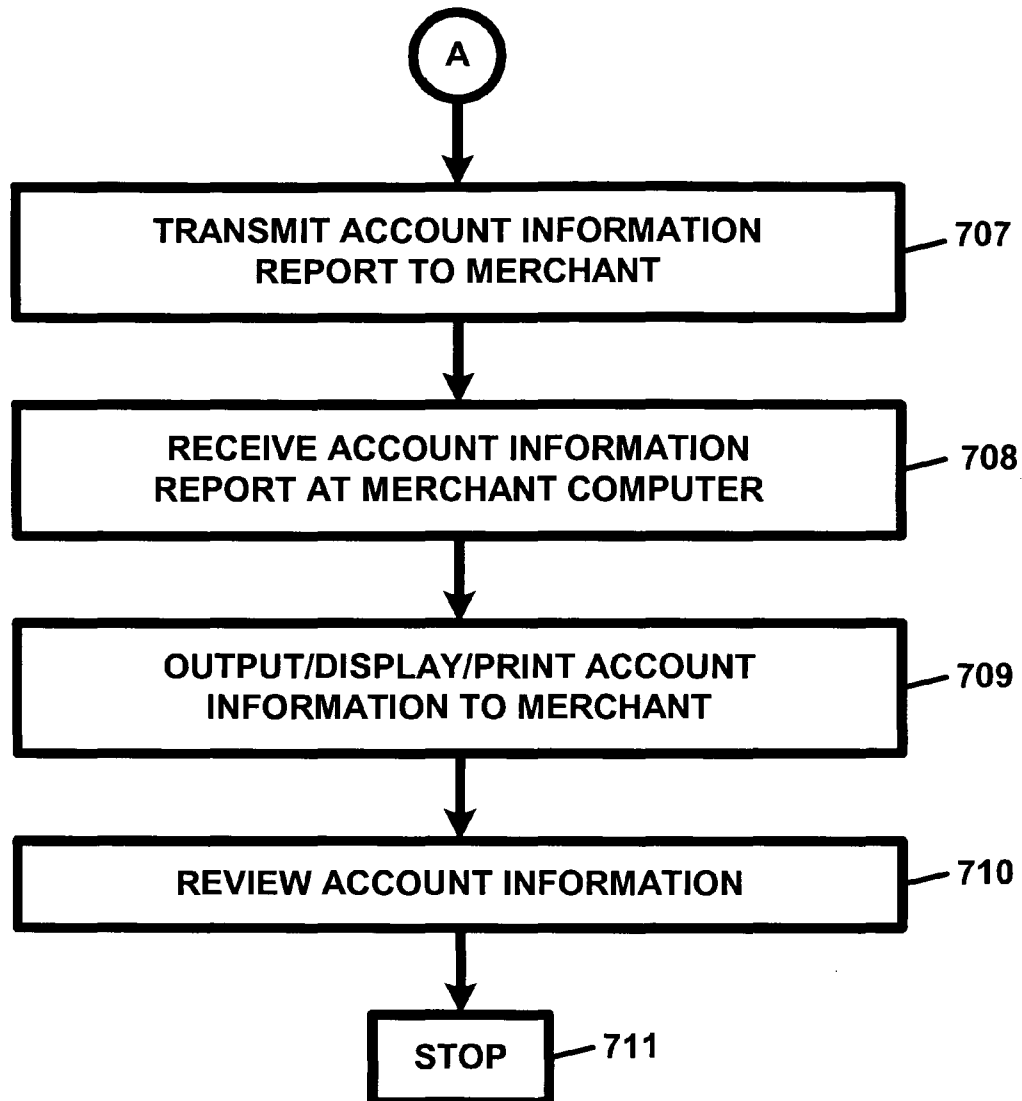 A
TRANSMIT ACCOUNT INFORMATION
REPORT TO MERCHANT
707
RECEIVE ACCOUNT INFORMATION
REPORT AT MERCHANT COMPUTER
708
OUTPUT/DISPLAY/PRINT ACCOUNT
INFORMATION TO MERCHANT
709
REVIEW ACCOUNT INFORMATION
710
STOP
711